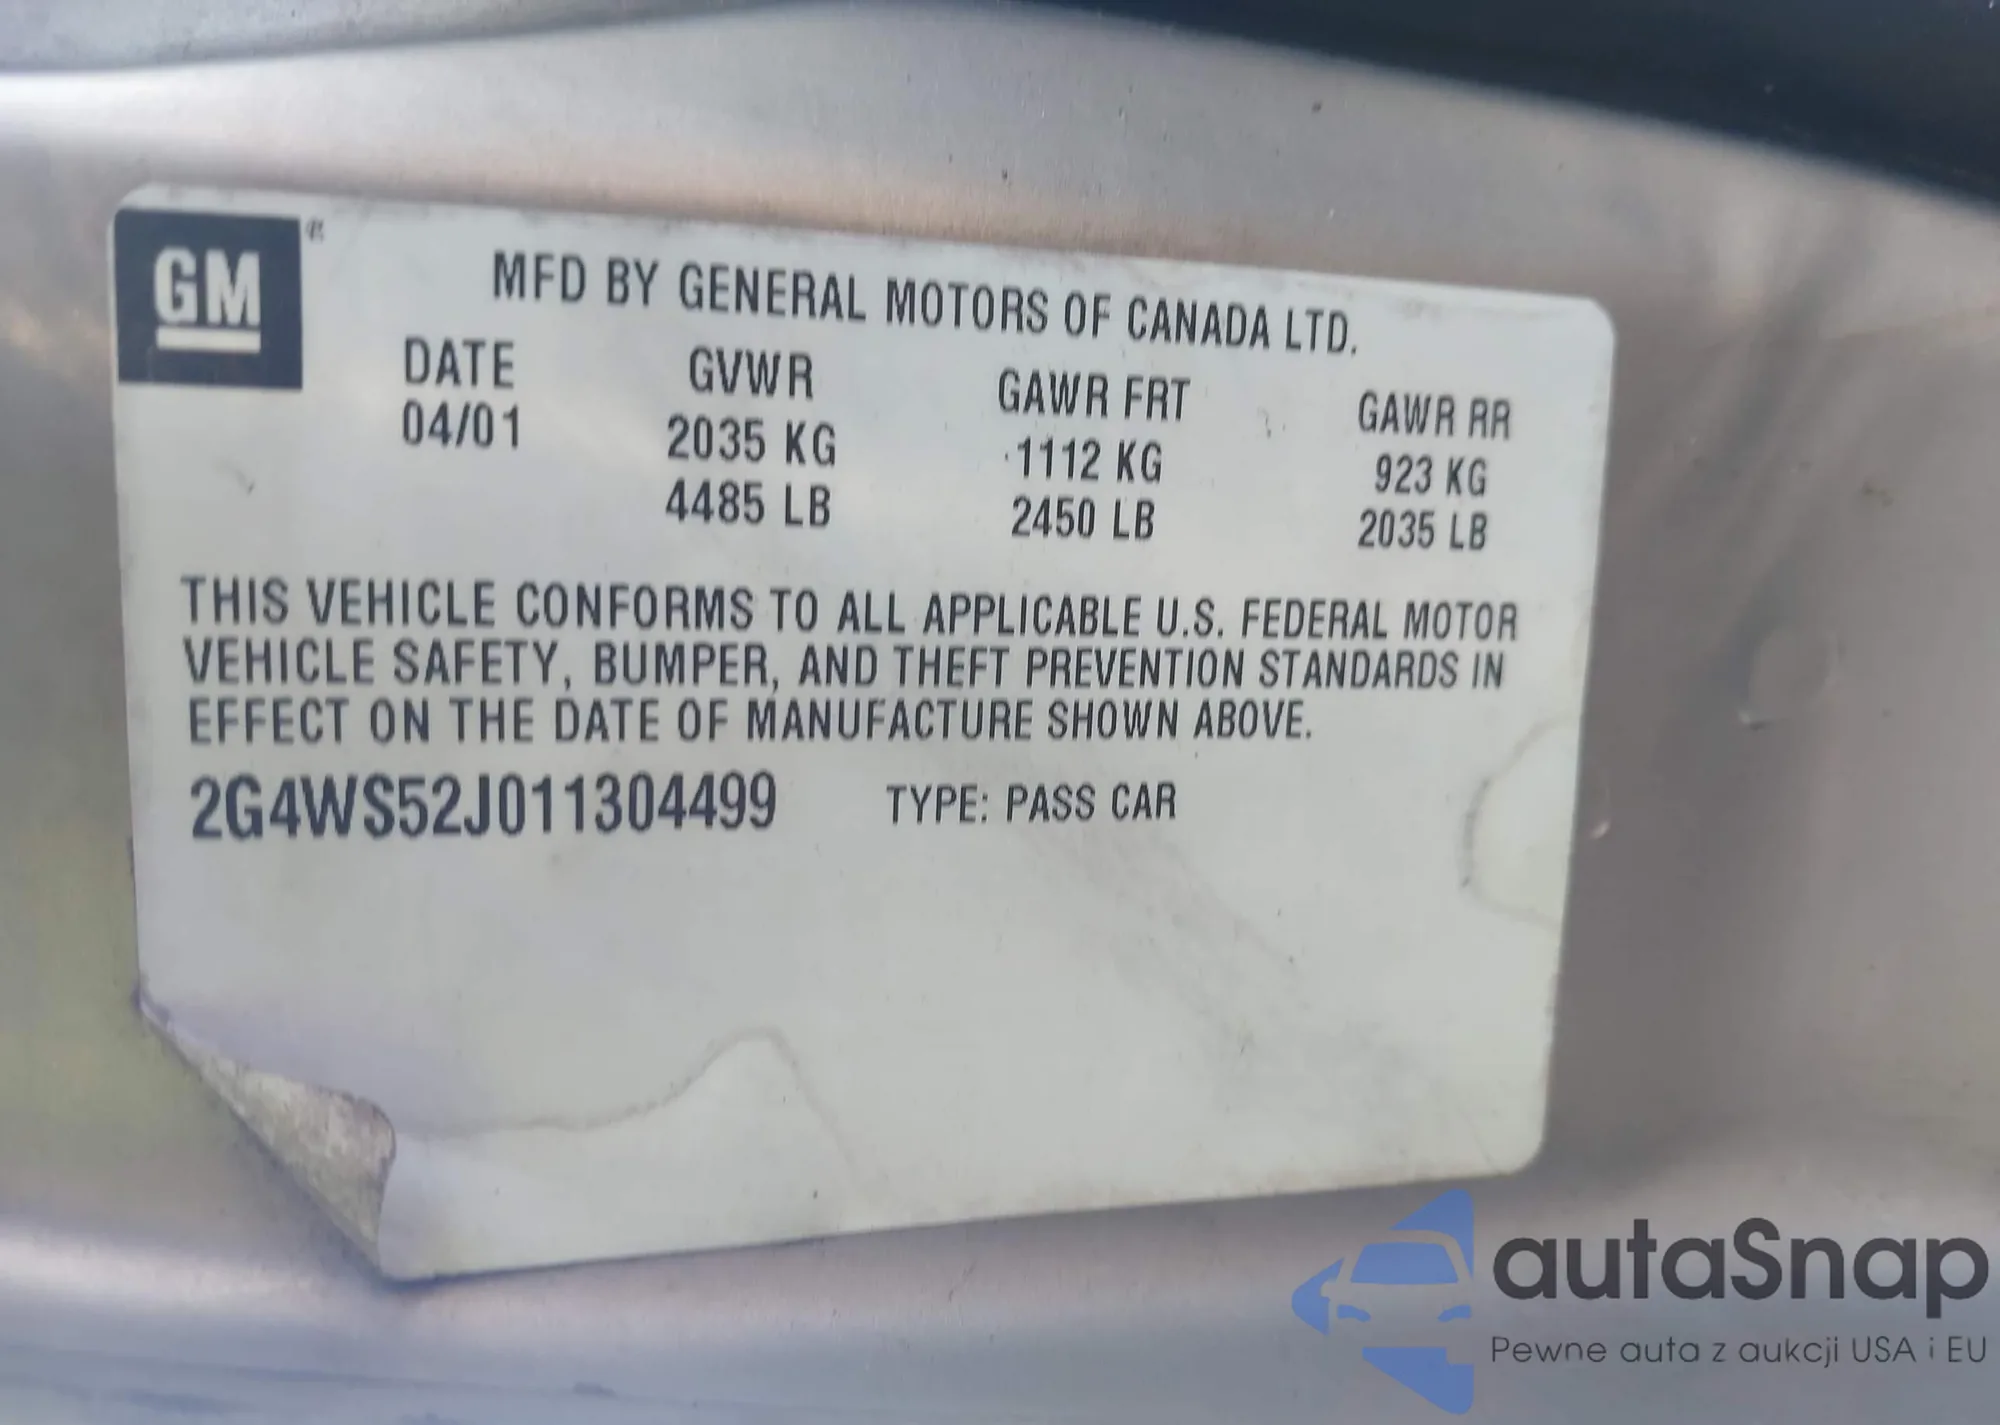 GM ®
MFD BY GENERAL MOTORS OF CANADA LTD.
DATE GVWR GAWR FRT GAWR RR
04/01 2035 KG 1112 KG 923 KG
4485 LB 2450 LB 2035 LB
THIS VEHICLE CONFORMS TO ALL APPLICABLE U.S. FEDERAL MOTOR
VEHICLE SAFETY, BUMPER, AND THEFT PREVENTION STANDARDS IN
EFFECT ON THE DATE OF MANUFACTURE SHOWN ABOVE.
2G4WS52J011304499 TYPE: PASS CAR
autaSnap
Pewne auta z aukcji USA i EU